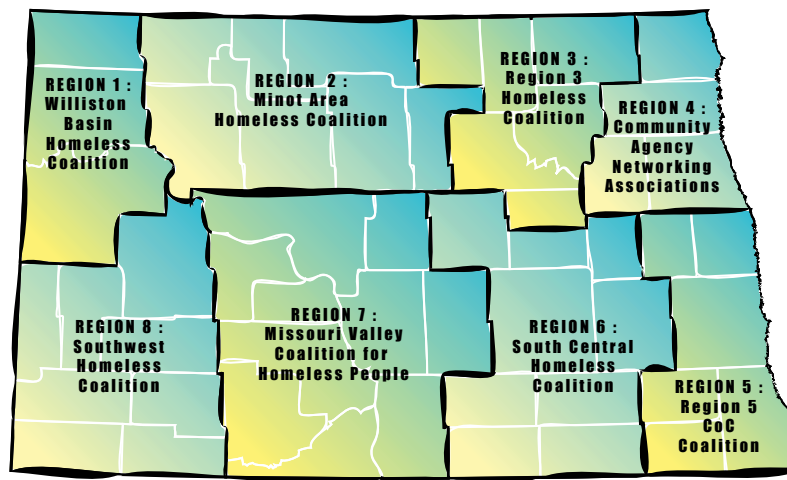 REGION 1 :
Williston
Basin
Homeless
Coalition
REGION 2 :
Minot Area
Homeless Coalition
REGION 3 :
Region 3
Homeless
Coalition
REGION 4 :
Community
Agency
Networking
Associations
REGION 8 :
Southwest
Homeless
Coalition
REGION 7 :
Missouri Valley
Coalition for
Homeless People
REGION 6 :
South Central
Homeless
Coalition
REGION 5 :
Region 5
CoC
Coalition